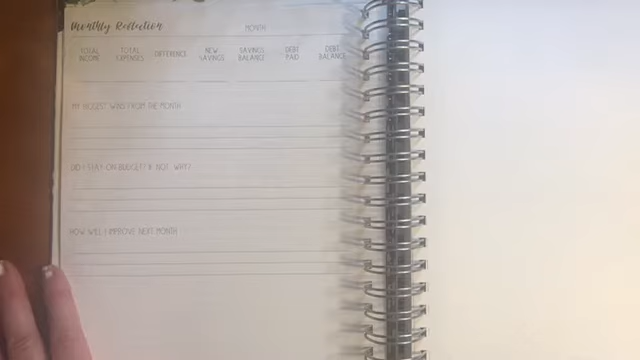 Monthly Reflection MONTH
TOTAL INCOME TOTAL EXPENSES DIFFERENCE NEW SAVINGS SAVINGS BALANCE DEBT PAID DEBT BALANCE
MY BIGGEST WINS FROM THE MONTH
DID I STAY ON BUDGET? IF NOT, WHY?
HOW WILL I IMPROVE NEXT MONTH